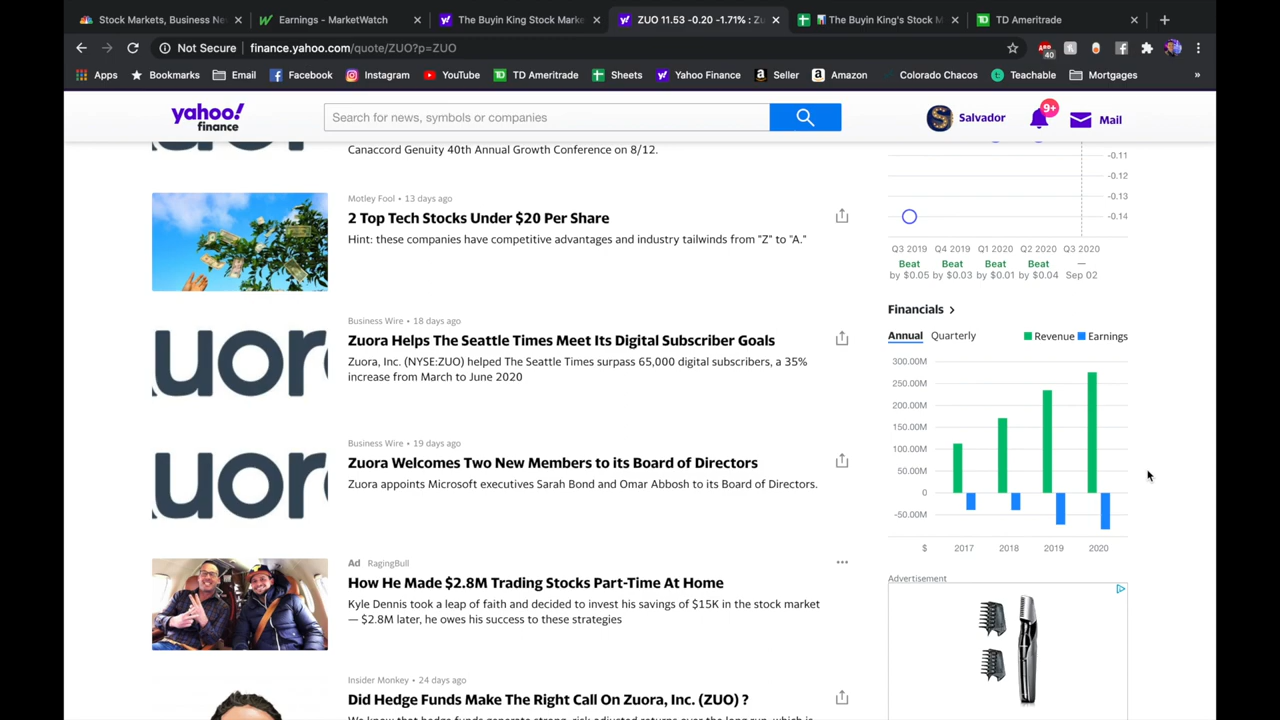 Stock Markets, Business Ne
Earnings - MarketWatch
The Buyin King Stock Marke
ZUO 11.53 -0.20 -1.71% : Zu
The Buyin King's Stock M
TD Ameritrade
Not Secure
finance.yahoo.com/quote/ZUO?p=ZUO
40
Apps
Bookmarks
Email
Facebook
Instagram
YouTube
TD Ameritrade
Sheets
Yahoo Finance
Seller
Amazon
Colorado Chacos
Teachable
Mortgages
»
yahoo!
finance
Search for news, symbols or companies
Salvador
9+
Mail
Canaccord Genuity 40th Annual Growth Conference on 8/12.
Motley Fool • 13 days ago
2 Top Tech Stocks Under $20 Per Share
Hint: these companies have competitive advantages and industry tailwinds from "Z" to "A."
uor
Business Wire • 18 days ago
Zuora Helps The Seattle Times Meet Its Digital Subscriber Goals
Zuora, Inc. (NYSE:ZUO) helped The Seattle Times surpass 65,000 digital subscribers, a 35%
increase from March to June 2020
uor
Business Wire • 19 days ago
Zuora Welcomes Two New Members to its Board of Directors
Zuora appoints Microsoft executives Sarah Bond and Omar Abbosh to its Board of Directors.
Ad RagingBull
How He Made $2.8M Trading Stocks Part-Time At Home
Kyle Dennis took a leap of faith and decided to invest his savings of $15K in the stock market
— $2.8M later, he owes his success to these strategies
Insider Monkey • 24 days ago
Did Hedge Funds Make The Right Call On Zuora, Inc. (ZUO) ?
-0.11
-0.12
-0.13
-0.14
Q3 2019 Q4 2019 Q1 2020 Q2 2020 Q3 2020
Beat Beat Beat Beat —
by $0.05 by $0.03 by $0.01 by $0.04 Sep 02
Financials
Annual Quarterly Revenue Earnings
300.00M
250.00M
200.00M
150.00M
100.00M
50.00M
0
-50.00M
$ 2017 2018 2019 2020
Advertisement